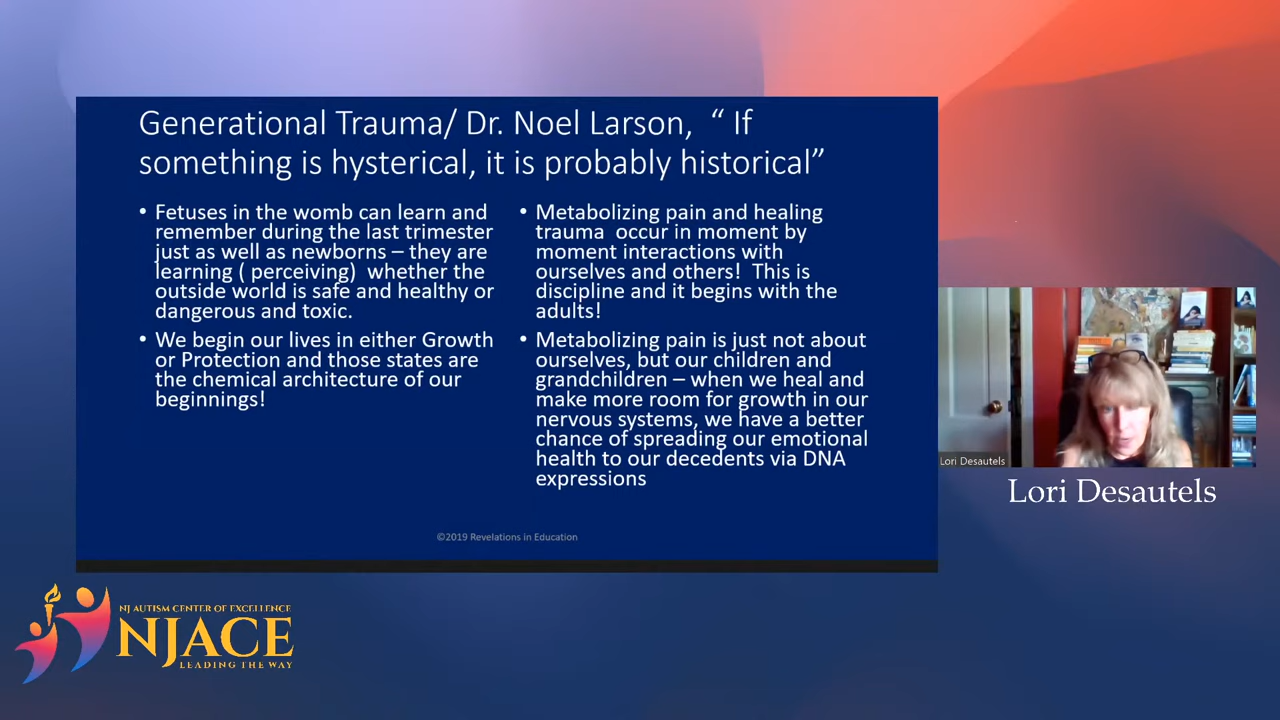 Generational Trauma/ Dr. Noel Larson, “ If
something is hysterical, it is probably historical”
• Fetuses in the womb can learn and
remember during the last trimester
just as well as newborns – they are
learning ( perceiving) whether the
outside world is safe and healthy or
dangerous and toxic.
• We begin our lives in either Growth
or Protection and those states are
the chemical architecture of our
beginnings!
• Metabolizing pain and healing
trauma occur in moment by
moment interactions with
ourselves and others! This is
discipline and it begins with the
adults!
• Metabolizing pain is just not about
ourselves, but our children and
grandchildren – when we heal and
make more room for growth in our
nervous systems, we have a better
chance of spreading our emotional
health to our decedents via DNA
expressions
©2019 Revelations in Education
Lori Desautels
Lori Desautels
NJ AUTISM CENTER OF EXCELLENCE
NJACE
LEADING THE WAY